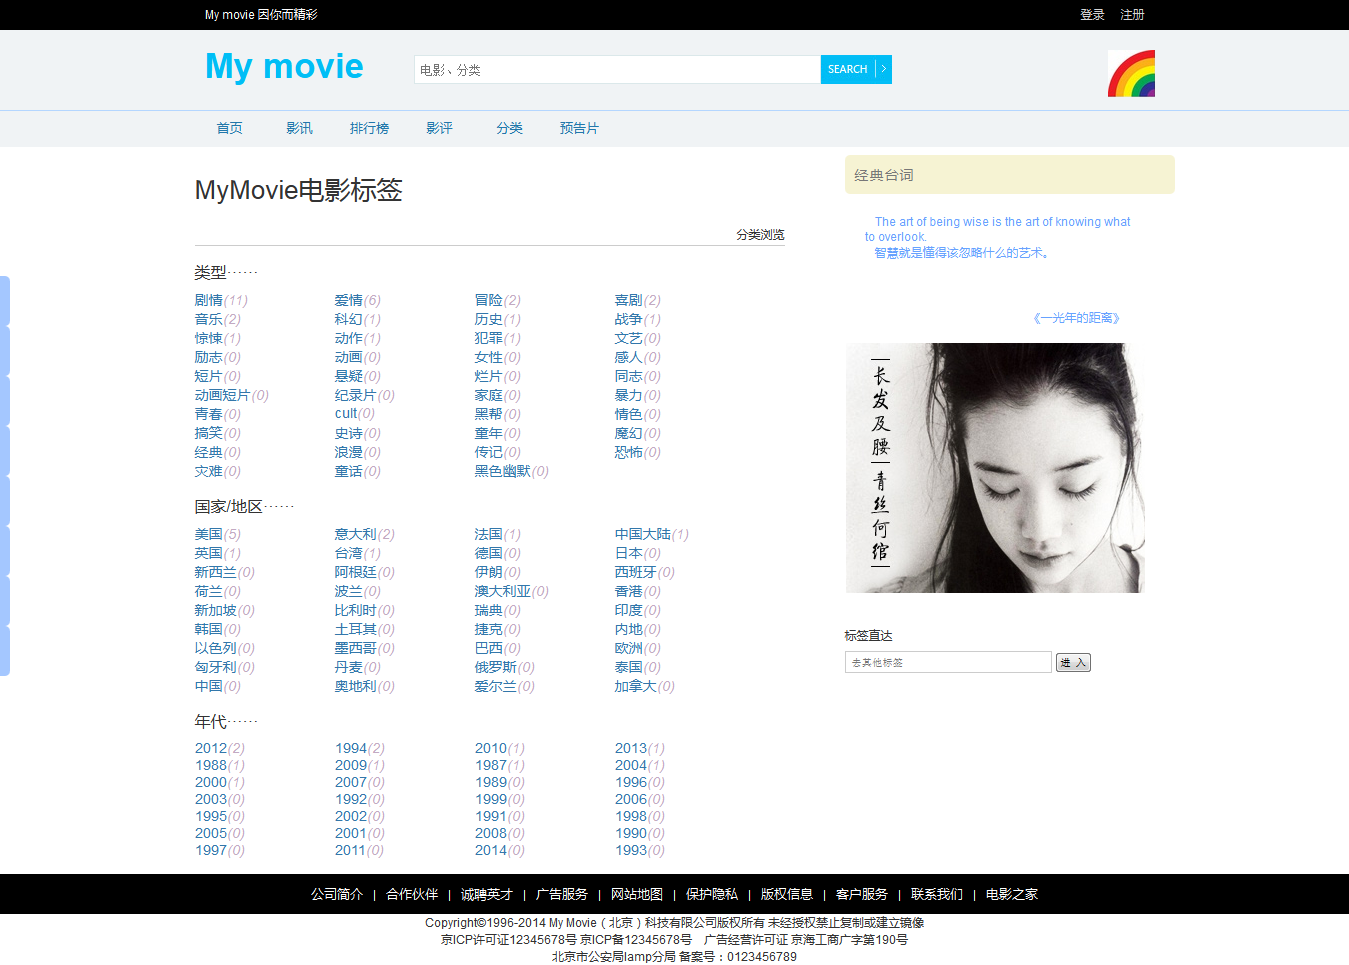 My movie 因你而精彩
登录 注册
My movie
电影、分类
SEARCH
首页 影讯 排行榜 影评 分类 预告片
MyMovie电影标签
分类浏览
类型······
剧情(11) 爱情(6) 冒险(2) 喜剧(2)
音乐(2) 科幻(1) 历史(1) 战争(1)
惊悚(1) 动作(1) 犯罪(1) 文艺(0)
励志(0) 动画(0) 女性(0) 感人(0)
短片(0) 悬疑(0) 烂片(0) 同志(0)
动画短片(0) 纪录片(0) 家庭(0) 暴力(0)
青春(0) cult(0) 黑帮(0) 情色(0)
搞笑(0) 史诗(0) 童年(0) 魔幻(0)
经典(0) 浪漫(0) 传记(0) 恐怖(0)
灾难(0) 童话(0) 黑色幽默(0)
国家/地区······
美国(5) 意大利(2) 法国(1) 中国大陆(1)
英国(1) 台湾(1) 德国(0) 日本(0)
新西兰(0) 阿根廷(0) 伊朗(0) 西班牙(0)
荷兰(0) 波兰(0) 澳大利亚(0) 香港(0)
新加坡(0) 比利时(0) 瑞典(0) 印度(0)
韩国(0) 土耳其(0) 捷克(0) 内地(0)
以色列(0) 墨西哥(0) 巴西(0) 欧洲(0)
匈牙利(0) 丹麦(0) 俄罗斯(0) 泰国(0)
中国(0) 奥地利(0) 爱尔兰(0) 加拿大(0)
年代······
2012(2) 1994(2) 2010(1) 2013(1)
1988(1) 2009(1) 1987(1) 2004(1)
2000(1) 2007(0) 1989(0) 1996(0)
2003(0) 1992(0) 1999(0) 2006(0)
1995(0) 2002(0) 1991(0) 1998(0)
2005(0) 2001(0) 2008(0) 1990(0)
1997(0) 2011(0) 2014(0) 1993(0)
经典台词
The art of being wise is the art of knowing what
to overlook.
智慧就是懂得该忽略什么的艺术。
《一光年的距离》
长发及腰
青丝何绾
标签直达
去其他标签
进 入
公司简介 | 合作伙伴 | 诚聘英才 | 广告服务 | 网站地图 | 保护隐私 | 版权信息 | 客户服务 | 联系我们 | 电影之家
Copyright©1996-2014 My Movie（北京）科技有限公司版权所有 未经授权禁止复制或建立镜像
京ICP许可证12345678号 京ICP备12345678号 广告经营许可证 京海工商广字第190号
北京市公安局lamp分局 备案号：0123456789